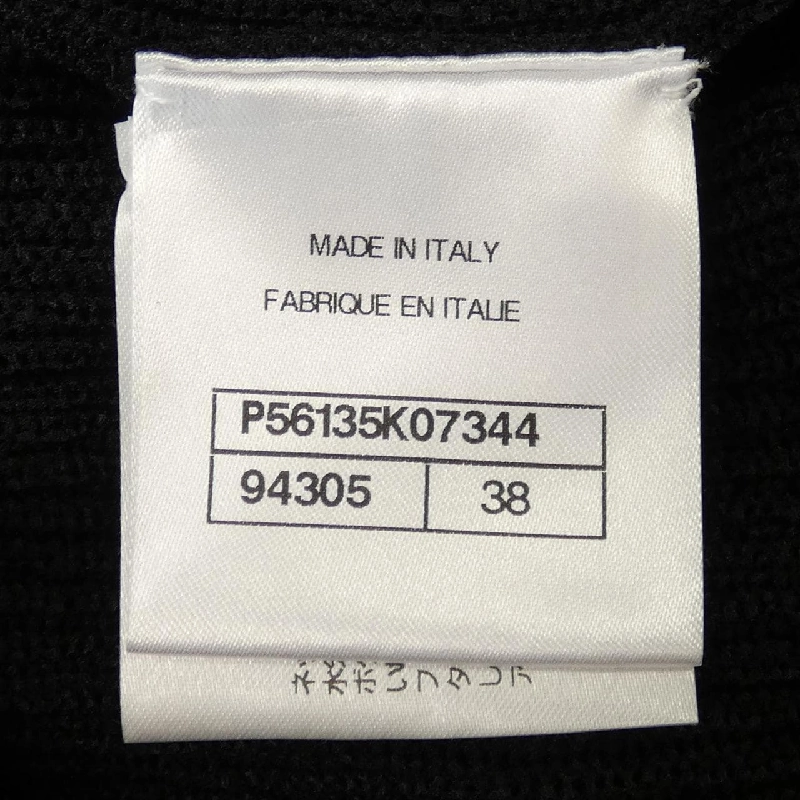 MADE IN ITALY
FABRIQUE EN ITALIE
P56135K07344
94305 38